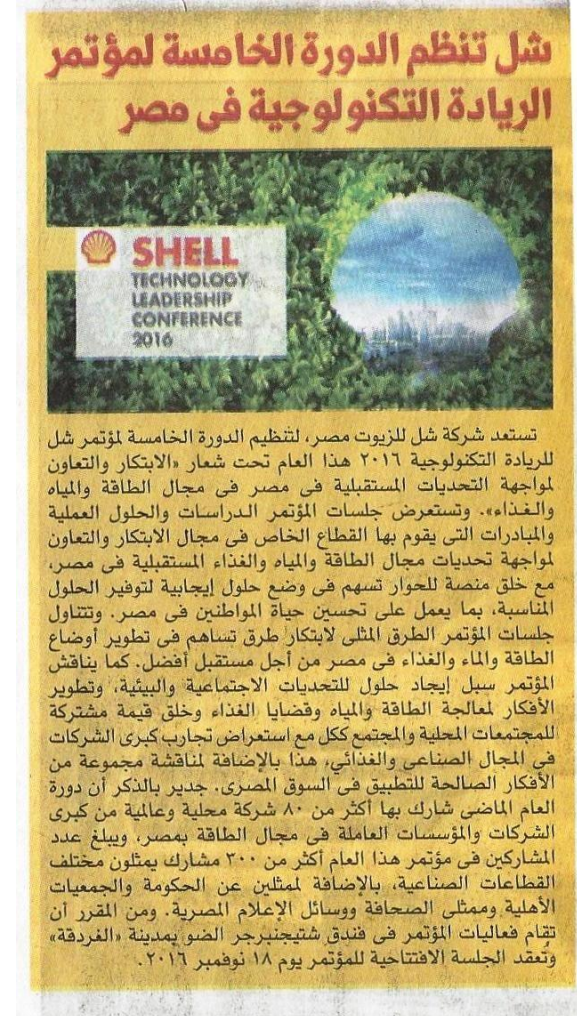 شل تنظم الدورة الخامسة لمؤتمر
الريادة التكنولوجية فى مصر
SHELL
TECHNOLOGY
LEADERSHIP
CONFERENCE
2016
تستعد شركة شل للزيوت مصر، لتنظيم الدورة الخامسة لمؤتمر شل
للريادة التكنولوجية ٢٠١٦ هذا العام تحت شعار «الابتكار والتعاون
لمواجهة التحديات المستقبلية فى مصر فى مجال الطاقة والمياه
والغذاء». وتستعرض جلسات المؤتمر الدراسات والحلول العملية
والمبادرات التى يقوم بها القطاع الخاص فى مجال الابتكار والتعاون
لمواجهة تحديات مجال الطاقة والمياه والغذاء المستقبلية فى مصر،
مع خلق منصة للحوار تسهم فى وضع حلول إيجابية لتوفير الحلول
المناسبة، بما يعمل على تحسين حياة المواطنين فى مصر. وتتناول
جلسات المؤتمر الطرق المثلى لابتكار طرق تساهم فى تطوير أوضاع
الطاقة والماء والغذاء فى مصر من أجل مستقبل أفضل. كما يناقش
المؤتمر سبل إيجاد حلول للتحديات الاجتماعية والبيئية، وتطوير
الأفكار لمعالجة الطاقة والمياه وقضايا الغذاء وخلق قيمة مشتركة
للمجتمعات المحلية والمجتمع ككل مع استعراض تجارب كبرى الشركات
في المجال الصناعي والغذائي، هذا بالإضافة لمناقشة مجموعة من
الأفكار الصالحة للتطبيق في السوق المصرى. جدير بالذكر أن دورة
العام الماضى شارك بها أكثر من ٨٠ شركة محلية وعالمية من كبرى
الشركات والمؤسسات العاملة فى مجال الطاقة بمصر، ويبلغ عدد
المشاركين فى مؤتمر هذا العام أكثر من ٣٠٠ مشارك يمثلون مختلف
القطاعات الصناعية، بالإضافة لممثلين عن الحكومة والجمعيات
الأهلية وممثلى الصحافة ووسائل الإعلام المصرية. ومن المقرر أن
تقام فعاليات المؤتمر فى فندق شتيجنبرجر الضو بمدينة «الغردقة»
وتُعقد الجلسة الافتتاحية للمؤتمر يوم ١٨ نوفمبر ٢٠١٦.